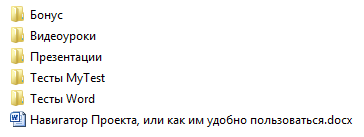 Бонус
Видеоуроки
Презентации
Тесты MyTest
Тесты Word
Навигатор Проекта, или как им удобно пользоваться.docx